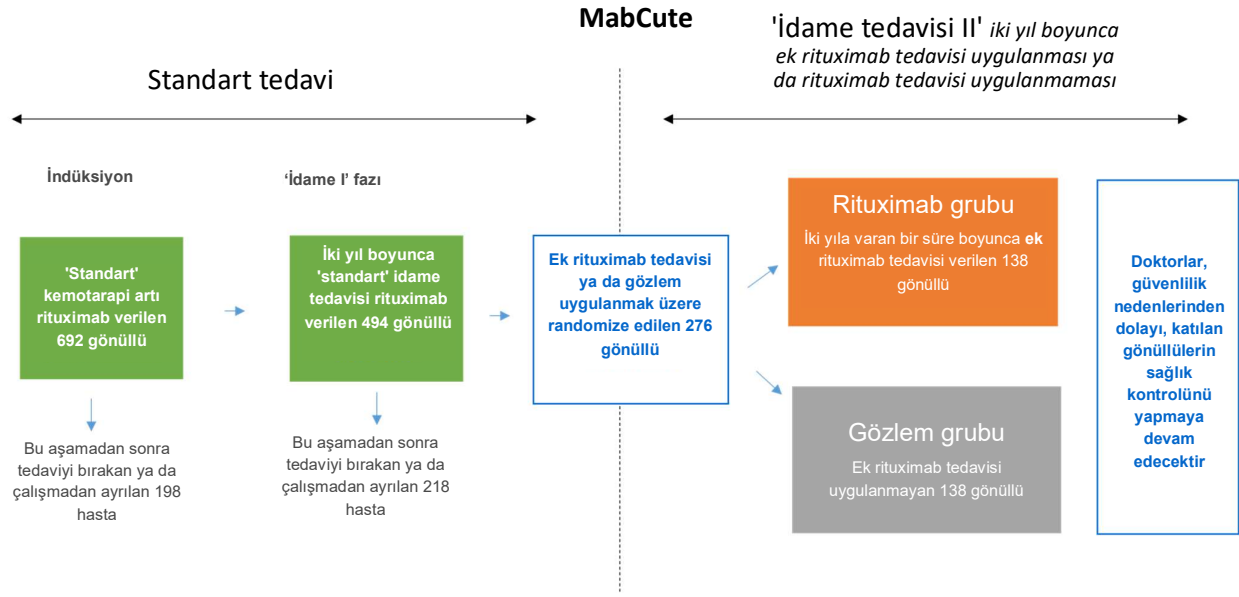 MabCute
Standart tedavi
'İdame tedavisi II' iki yıl boyunca
ek rituximab tedavisi uygulanması ya
da rituximab tedavisi uygulanmaması
İndüksiyon
‘İdame I’ fazı
'Standart'
kemotarapi artı
rituximab verilen
692 gönüllü
İki yıl boyunca
'standart' idame
tedavisi rituximab
verilen 494 gönüllü
Ek rituximab tedavisi
ya da gözlem
uygulanmak üzere
randomize edilen 276
gönüllü
Rituximab grubu
İki yıla varan bir süre boyunca ek
rituximab tedavisi verilen 138
gönüllü
Gözlem grubu
Ek rituximab tedavisi
uygulanmayan 138 gönüllü
Doktorlar,
güvenlilik
nedenlerinden
dolayı, katılan
gönüllülerin
sağlık
kontrolünü
yapmaya
devam
edecektir
Bu aşamadan sonra
tedaviyi bırakan ya da
çalışmadan ayrılan 198
hasta
Bu aşamadan sonra
tedaviyi bırakan ya da
çalışmadan ayrılan 218
hasta